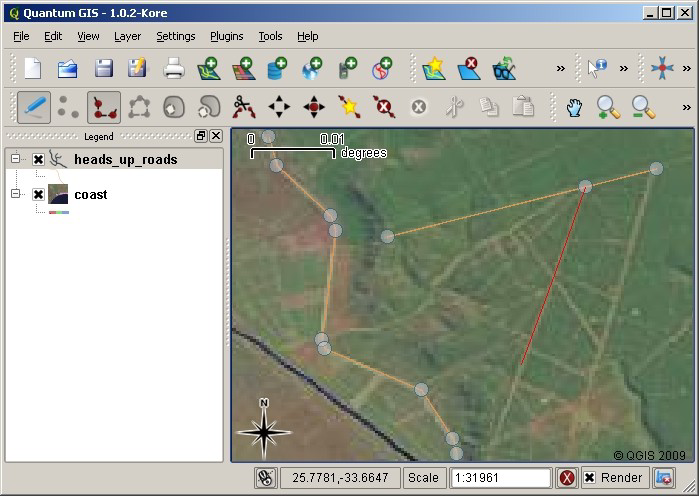 Quantum GIS - 1.0.2-Kore
File Edit View Layer Settings Plugins Tools Help
Legend
heads_up_roads
coast
0 0.01
degrees
N
© QGIS 2009
25.7781,-33.6647 Scale 1:31961 Render